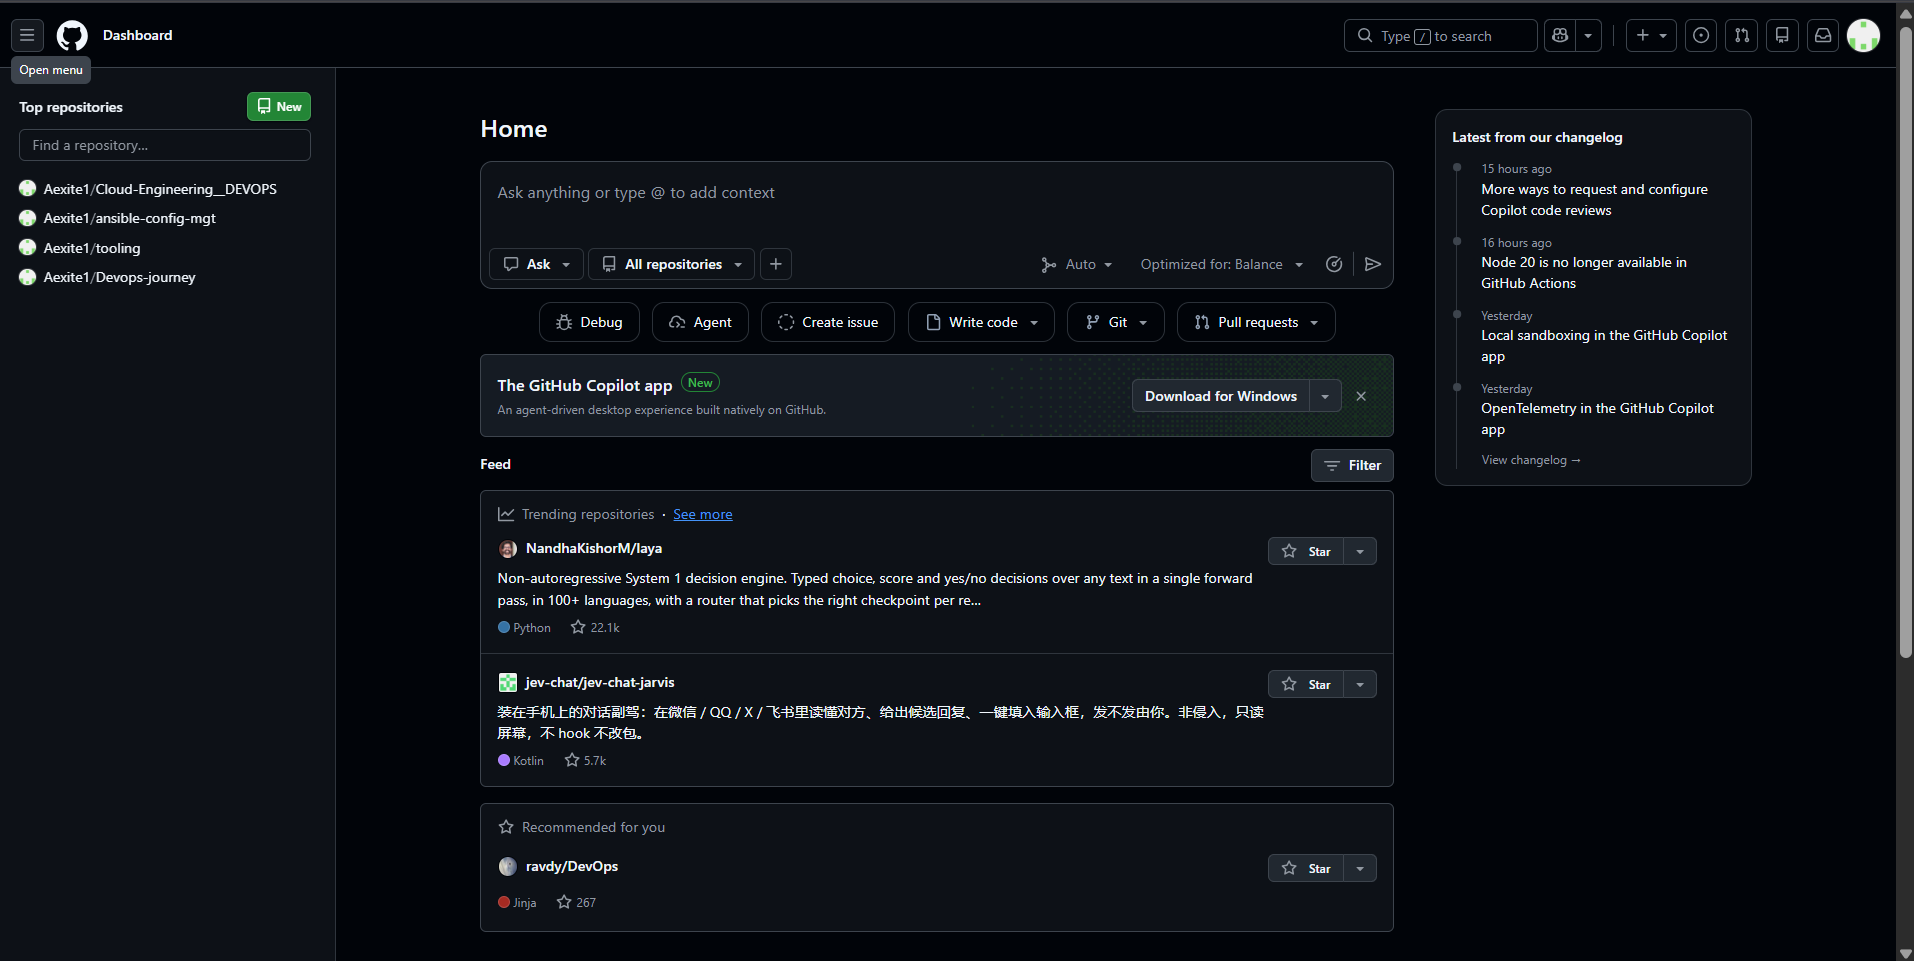 Dashboard
Type / to search
Open menu
Top repositories
New
Find a repository...
Aexite1/Cloud-Engineering__DEVOPS
Aexite1/ansible-config-mgt
Aexite1/tooling
Aexite1/Devops-journey
Home
Ask anything or type @ to add context
Ask
All repositories
Auto
Optimized for: Balance
Debug
Agent
Create issue
Write code
Git
Pull requests
The GitHub Copilot app New
An agent-driven desktop experience built natively on GitHub.
Download for Windows
Feed
Filter
Trending repositories · See more
NandhaKishorM/laya
Star
Non-autoregressive System 1 decision engine. Typed choice, score and yes/no decisions over any text in a single forward
pass, in 100+ languages, with a router that picks the right checkpoint per re...
Python 22.1k
jev-chat/jev-chat-jarvis
Star
装在手机上的对话副驾：在微信 / QQ / X / 飞书里读懂对方、给出候选回复、一键填入输入框，发不发由你。非侵入，只读
屏幕，不 hook 不改包。
Kotlin 5.7k
Recommended for you
ravdy/DevOps
Star
Jinja 267
Latest from our changelog
15 hours ago
More ways to request and configure
Copilot code reviews
16 hours ago
Node 20 is no longer available in
GitHub Actions
Yesterday
Local sandboxing in the GitHub Copilot
app
Yesterday
OpenTelemetry in the GitHub Copilot
app
View changelog →